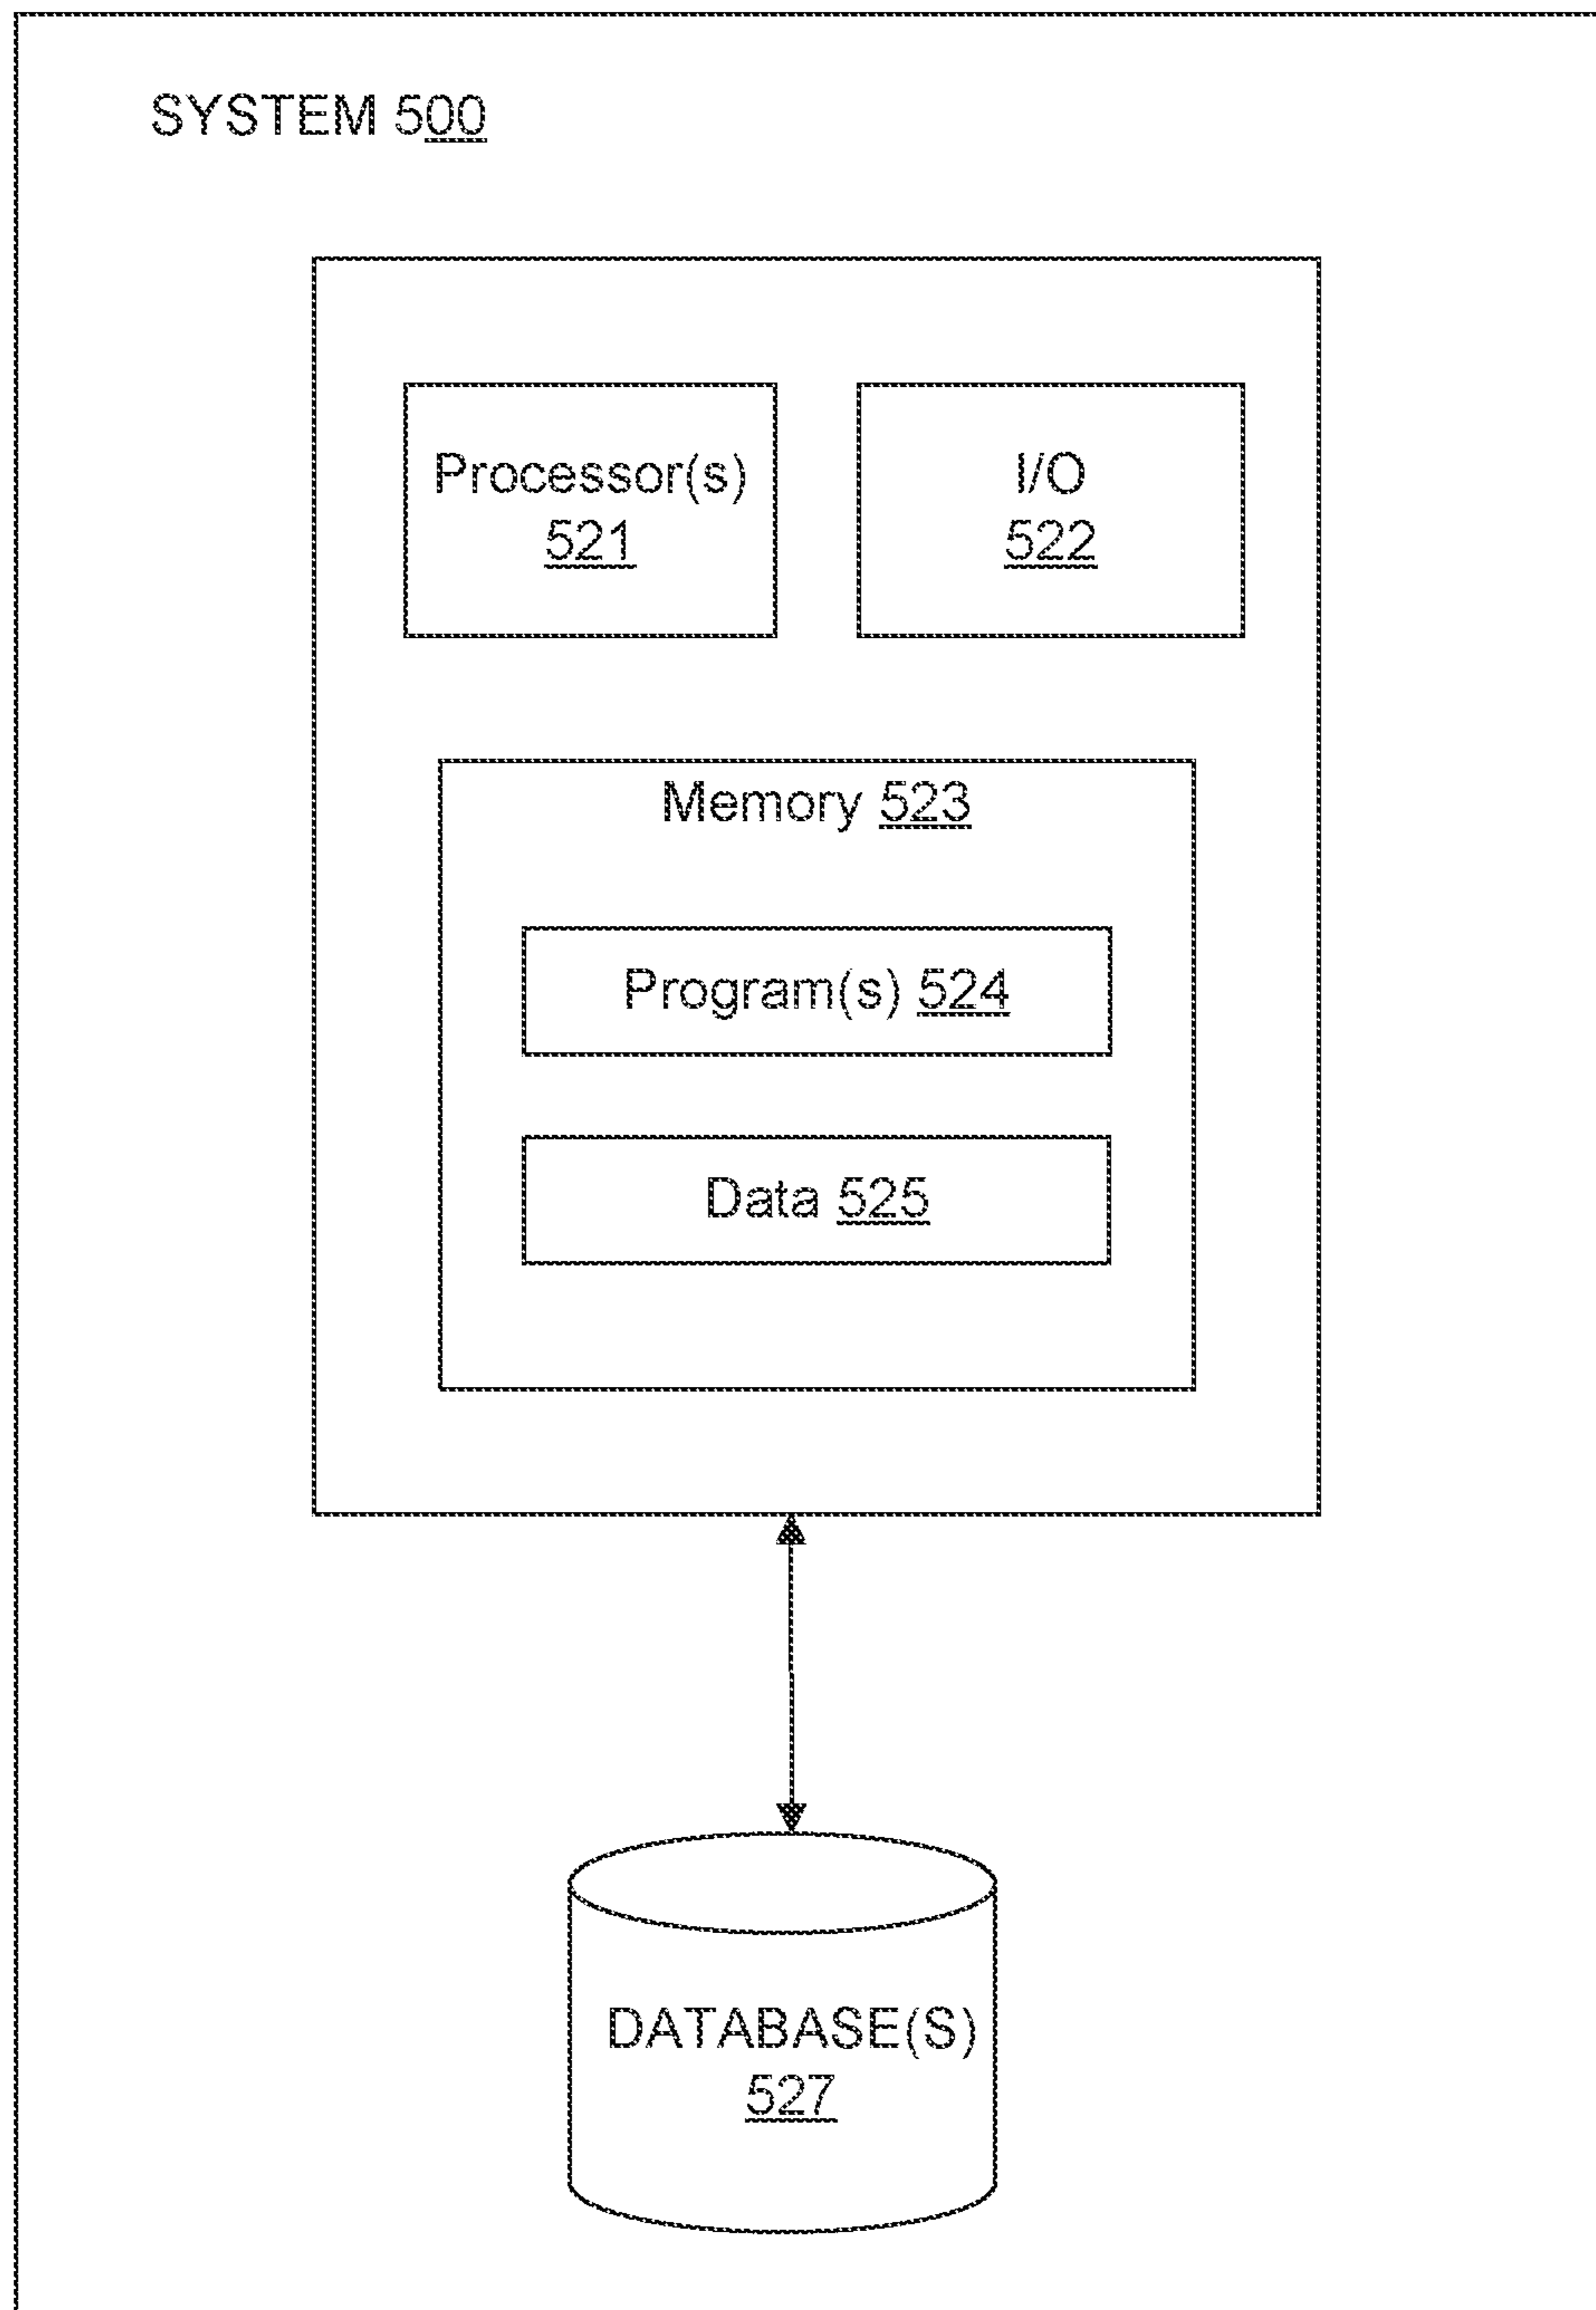 SYSTEM 500
Processor(s)
521
I/O
522
Memory 523
Program(s) 524
Data 525
DATABASE(S)
527